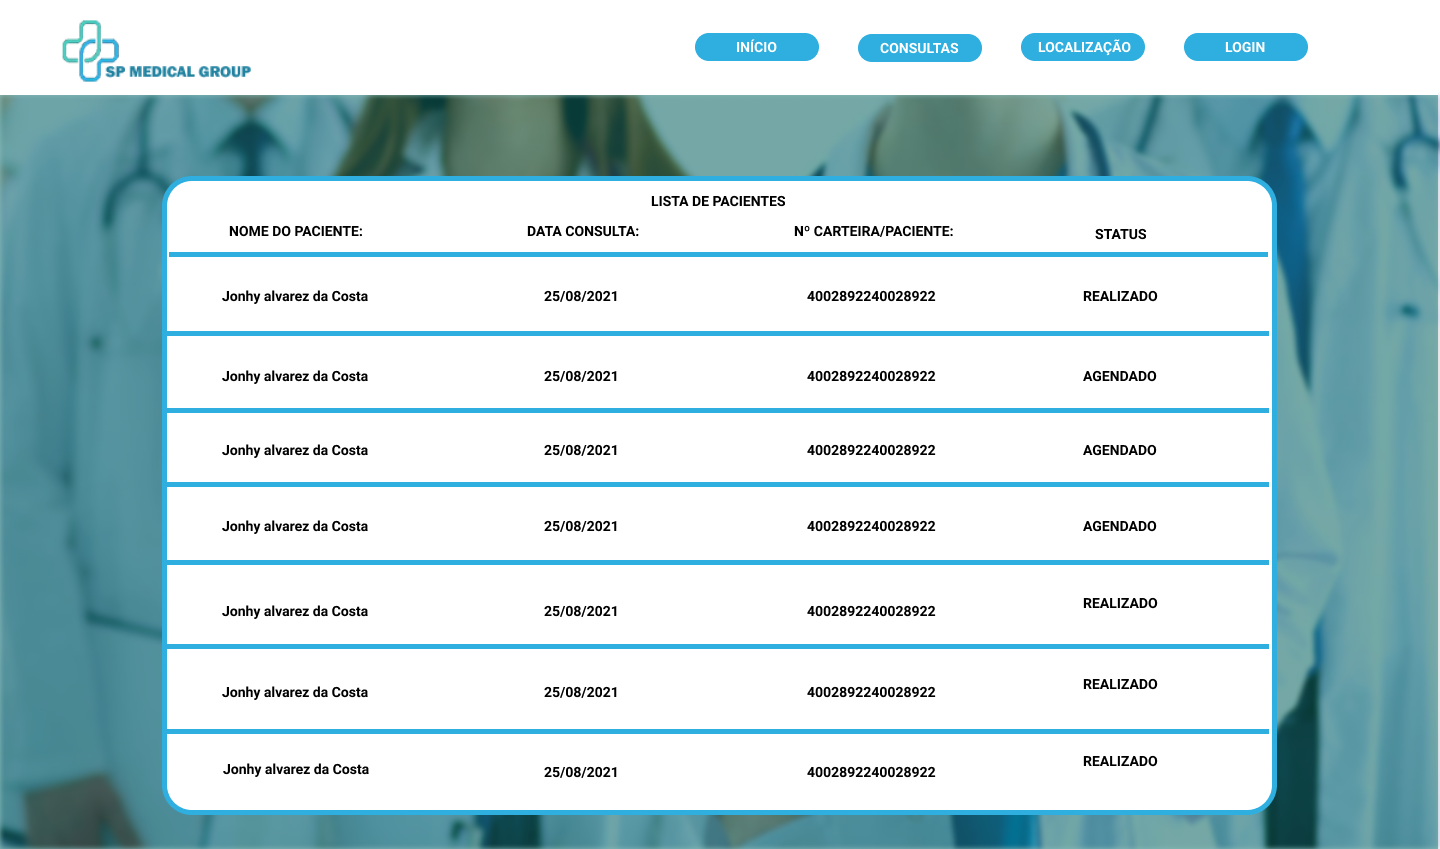 SP MEDICAL GROUP
INÍCIO CONSULTAS LOCALIZAÇÃO LOGIN
LISTA DE PACIENTES
NOME DO PACIENTE: DATA CONSULTA: Nº CARTEIRA/PACIENTE: STATUS
Jonhy alvarez da Costa 25/08/2021 4002892240028922 REALIZADO
Jonhy alvarez da Costa 25/08/2021 4002892240028922 AGENDADO
Jonhy alvarez da Costa 25/08/2021 4002892240028922 AGENDADO
Jonhy alvarez da Costa 25/08/2021 4002892240028922 AGENDADO
Jonhy alvarez da Costa 25/08/2021 4002892240028922 REALIZADO
Jonhy alvarez da Costa 25/08/2021 4002892240028922 REALIZADO
Jonhy alvarez da Costa 25/08/2021 4002892240028922 REALIZADO